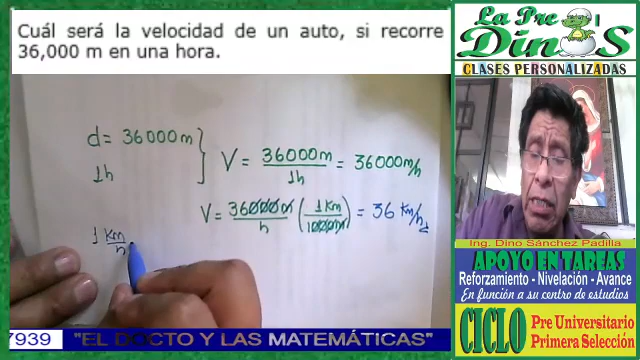 Cuál será la velocidad de un auto, si recorre
36,000 m en una hora.
d = 36000m
1h
V = 36000m / 1h = 36000m/h
V = 36000m / h (1Km / 1000m) = 36 Km/h
1 Km/h
La Pre
DinoS
CLASES PERSONALIZADAS
Ing. Dino Sánchez Padilla
APOYO EN TAREAS
Reforzamiento - Nivelación - Avance
En función a su centro de estudios
CICLO Pre Universitario
Primera Selección
7939 "EL DOCTO Y LAS MATEMÁTICAS"